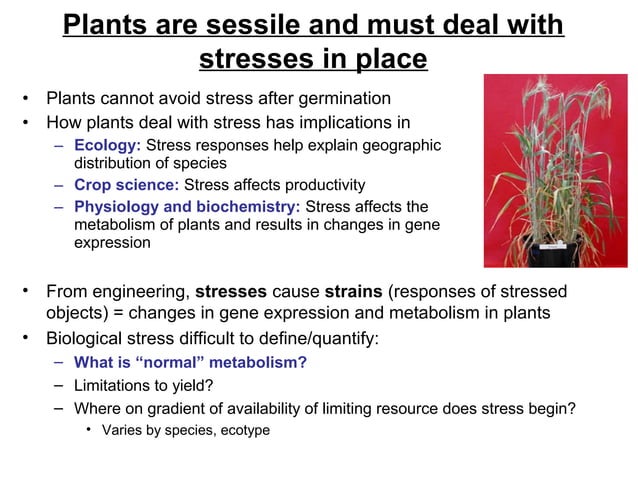 Plants are sessile and must deal with
stresses in place
• Plants cannot avoid stress after germination
• How plants deal with stress has implications in
– Ecology: Stress responses help explain geographic
distribution of species
– Crop science: Stress affects productivity
– Physiology and biochemistry: Stress affects the
metabolism of plants and results in changes in gene
expression
• From engineering, stresses cause strains (responses of stressed
objects) = changes in gene expression and metabolism in plants
• Biological stress difficult to define/quantify:
– What is “normal” metabolism?
– Limitations to yield?
– Where on gradient of availability of limiting resource does stress begin?
• Varies by species, ecotype